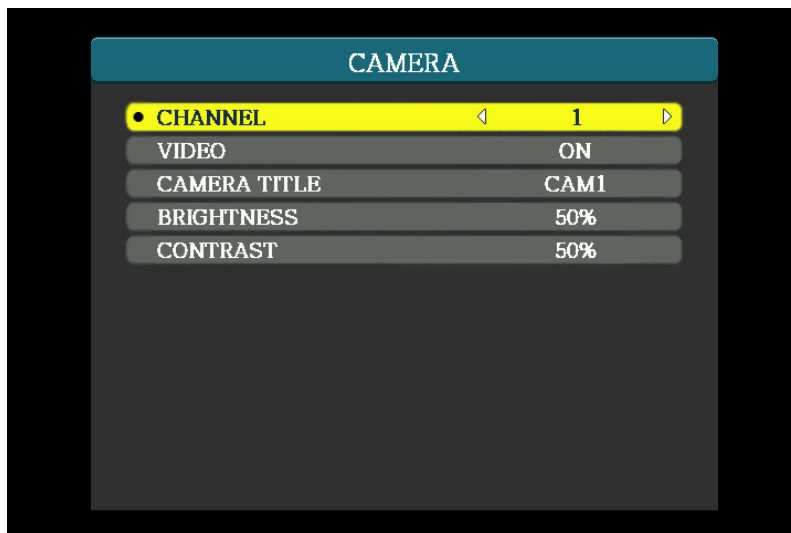 CAMERA
CHANNEL 1
VIDEO ON
CAMERA TITLE CAM1
BRIGHTNESS 50%
CONTRAST 50%